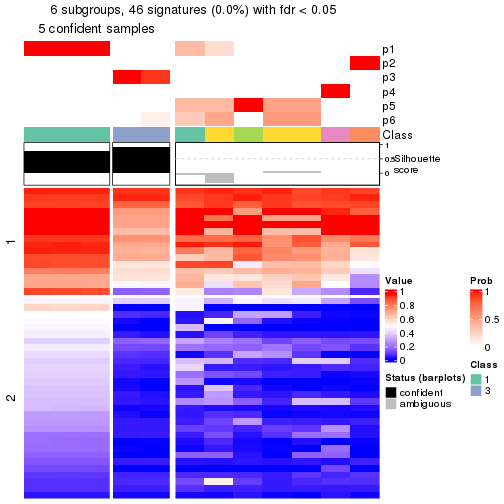 6 subgroups, 46 signatures (0.0%) with fdr < 0.05
5 confident samples
p1
p2
p3
p4
p5
p6
Class
1
0.5
0
Silhouette
score
1
2
Value
1
0.8
0.6
0.4
0.2
0
Prob
1
0.5
0
Status (barplots)
confident
ambiguous
Class
1
3